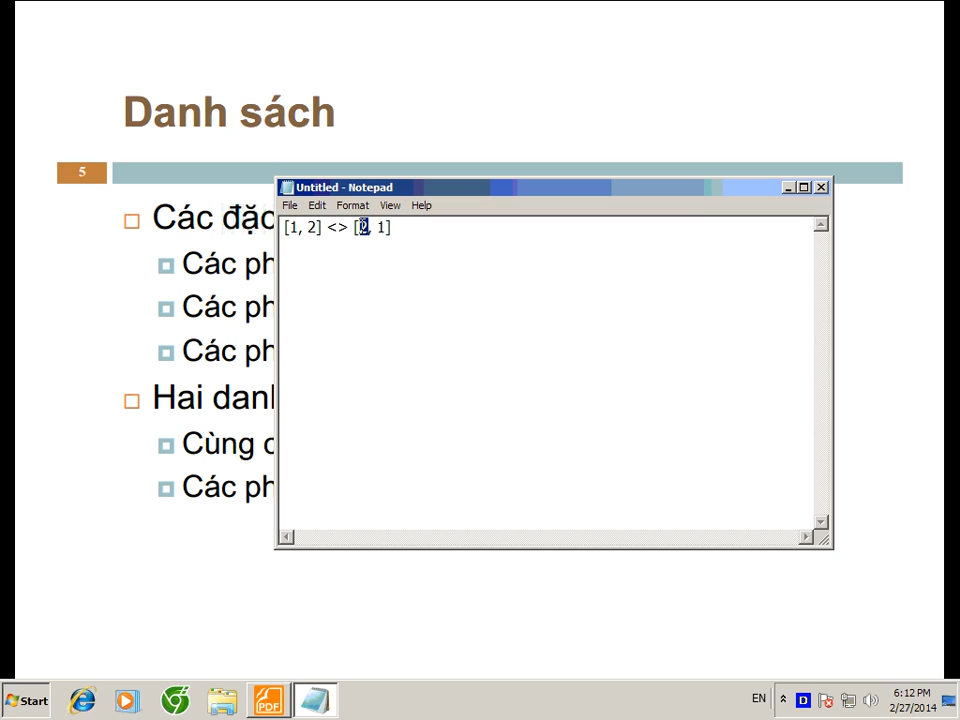 Danh sách
5
Untitled - Notepad
File Edit Format View Help
[1, 2] <> [2, 1]
Các đặc
Các ph
Các ph
Các ph
Hai danh
Cùng
Các ph
Start
PDF
EN
D
6:12 PM
2/27/2014